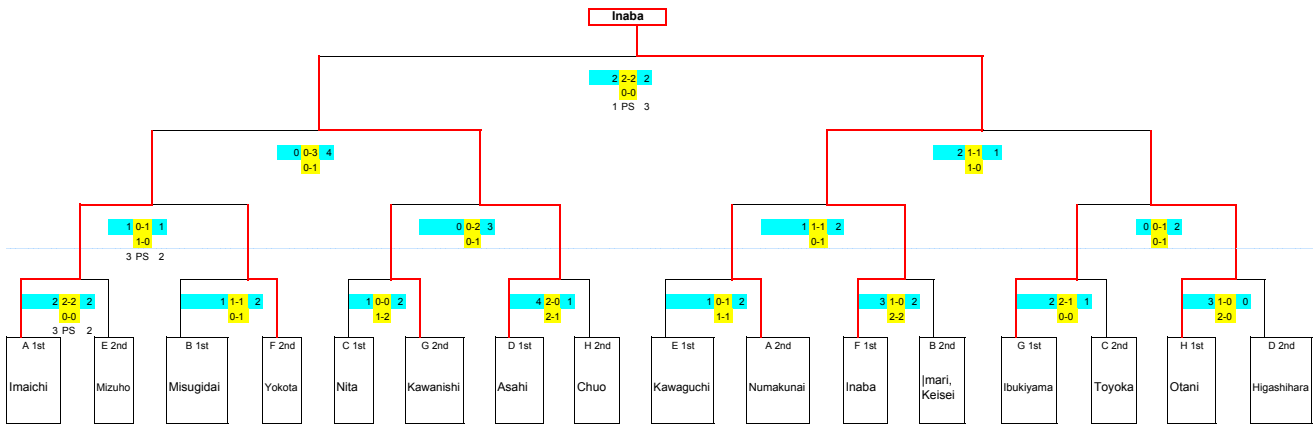 Inaba
2 2-2 2
0-0
1 PS 3
0 0-3 4
0-1
2 1-1 1
1-0
1 0-1 1
1-0
3 PS 2
0 0-2 3
0-1
1 1-1 2
0-1
0 0-1 2
0-1
2 2-2 2
0-0
3 PS 2
1 1-1 2
0-1
1 0-0 2
1-2
4 2-0 1
2-1
1 0-1 2
1-1
3 1-0 2
2-2
2 2-1 1
0-0
3 1-0 0
2-0
A 1st
E 2nd
B 1st
F 2nd
C 1st
G 2nd
D 1st
H 2nd
E 1st
A 2nd
F 1st
B 2nd
G 1st
C 2nd
H 1st
D 2nd
Imaichi
Mizuho
Misugidai
Yokota
Nita
Kawanishi
Asahi
Chuo
Kawaguchi
Numakunai
Inaba
Imari,
Keisei
Ibukiyama
Toyoka
Otani
Higashihara